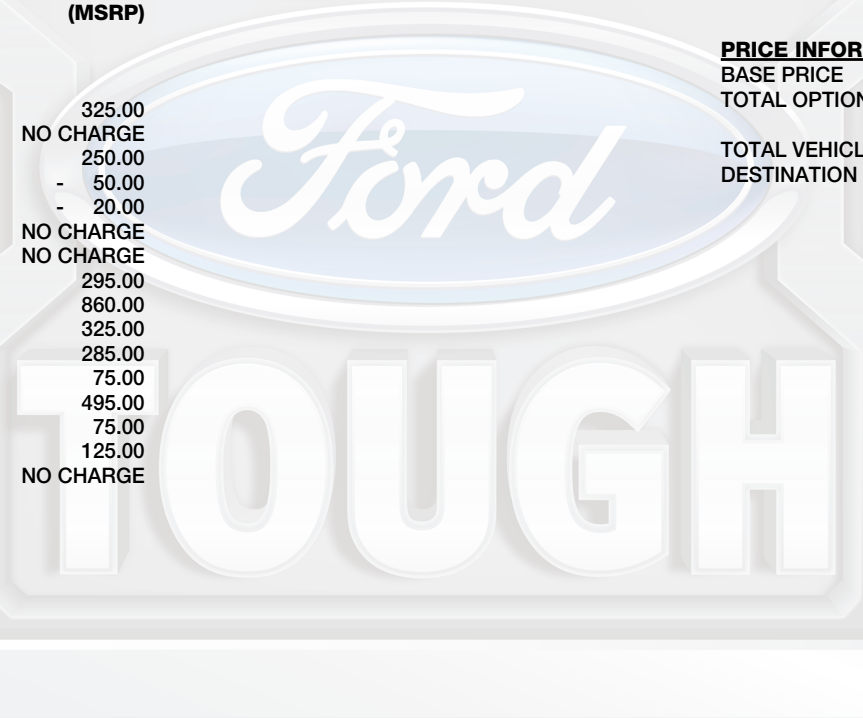 (MSRP)
325.00
NO CHARGE
250.00
- 50.00
- 20.00
NO CHARGE
NO CHARGE
295.00
860.00
325.00
285.00
75.00
495.00
75.00
125.00
NO CHARGE
PRICE INFOR
BASE PRICE
TOTAL OPTION
TOTAL VEHICL
DESTINATION
Ford
TOUGH